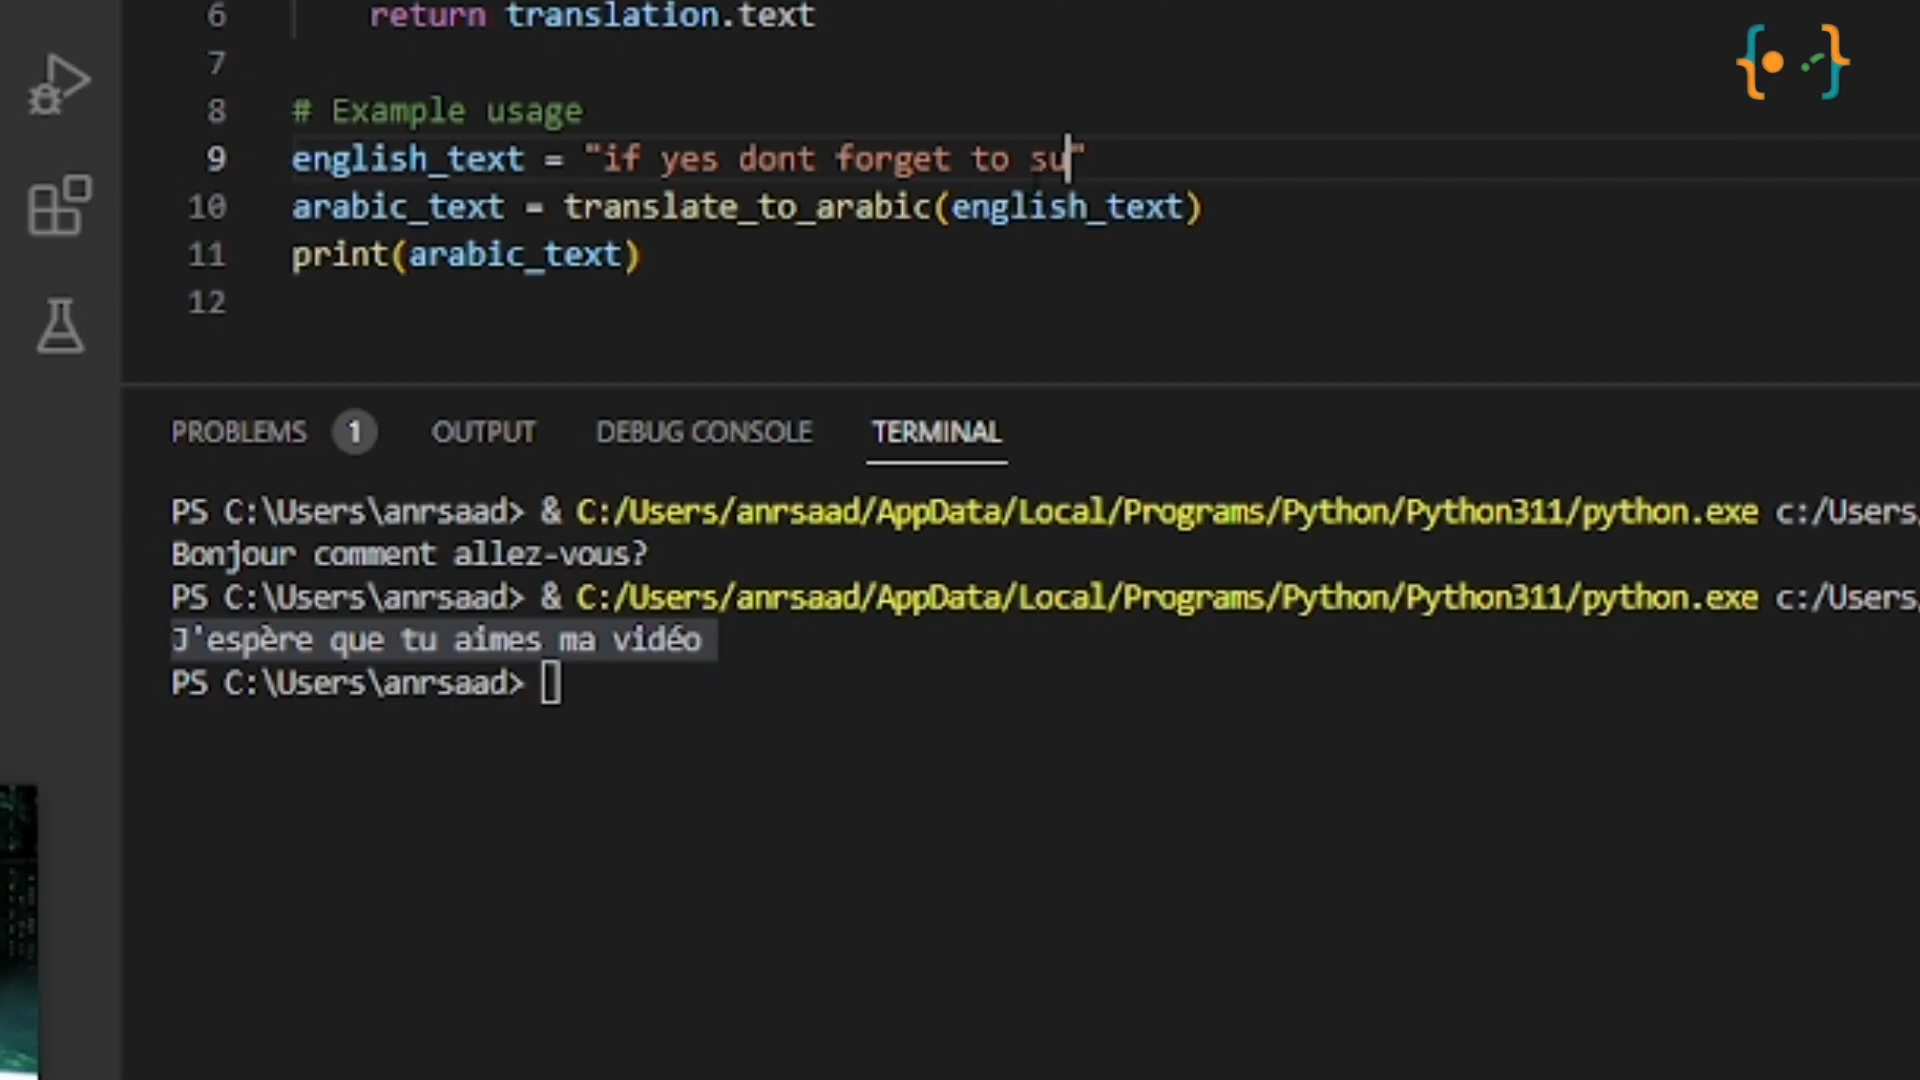 6 return translation.text
7
8 # Example usage
9 english_text = "if yes dont forget to su"
10 arabic_text = translate_to_arabic(english_text)
11 print(arabic_text)
12
PROBLEMS 1 OUTPUT DEBUG CONSOLE TERMINAL
PS C:\Users\anrsaad> & C:/Users/anrsaad/AppData/Local/Programs/Python/Python311/python.exe c:/Users/
Bonjour comment allez-vous?
PS C:\Users\anrsaad> & C:/Users/anrsaad/AppData/Local/Programs/Python/Python311/python.exe c:/Users/
J'espère que tu aimes ma vidéo
PS C:\Users\anrsaad>